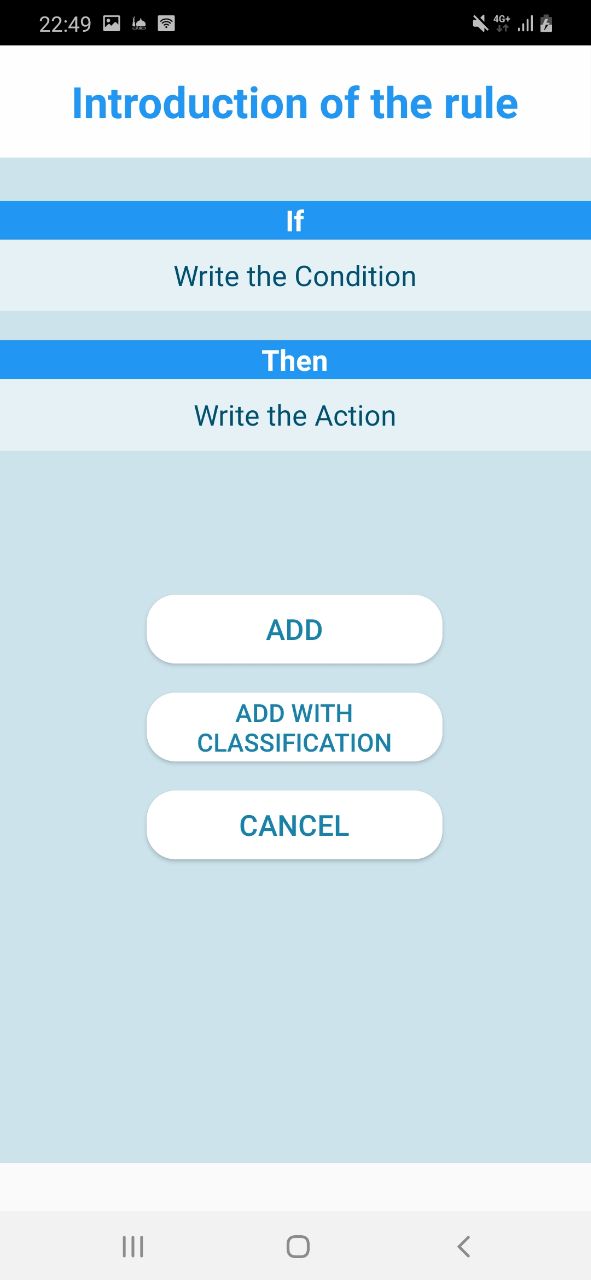 22:49
4G+
Introduction of the rule
If
Write the Condition
Then
Write the Action
ADD
ADD WITH
CLASSIFICATION
CANCEL